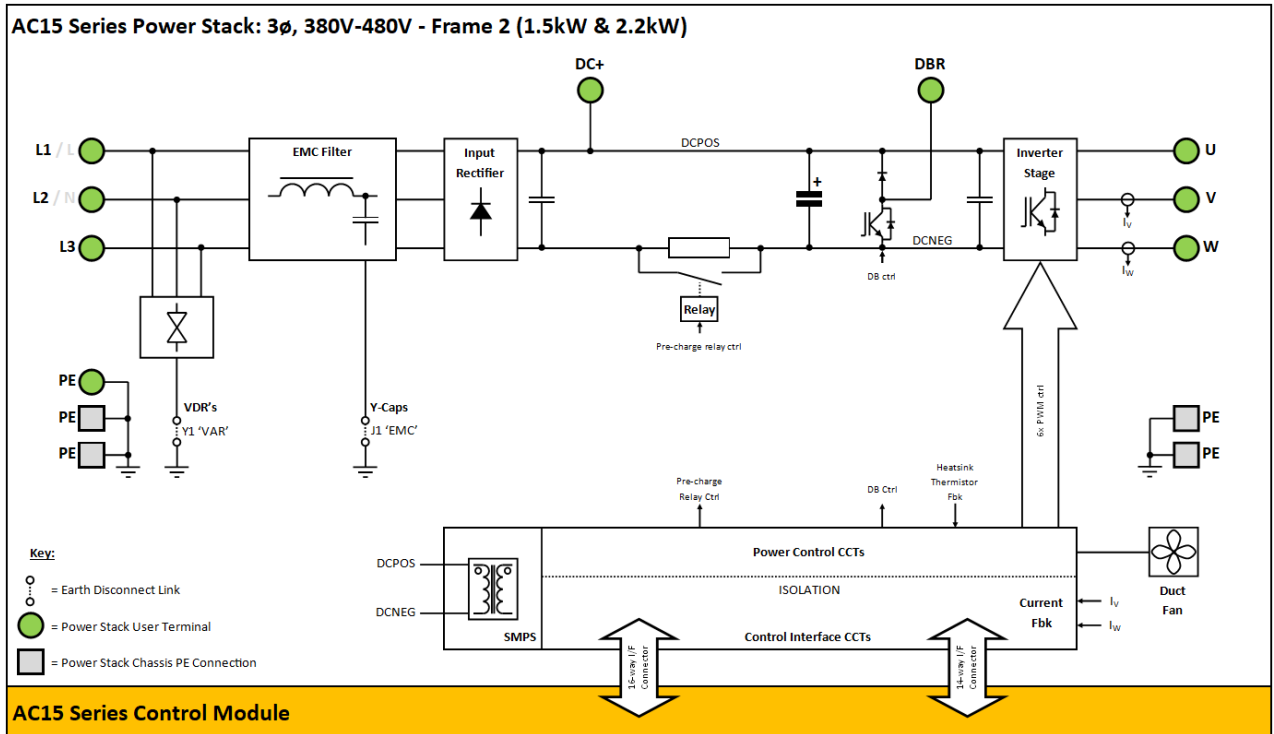 AC15 Series Power Stack: 3ø, 380V-480V - Frame 2 (1.5kW & 2.2kW)
DC+
DBR
L1 / L
EMC Filter
Input
Rectifier
DCPOS
Inverter
Stage
U
L2 / N
+
V
IV
L3
DCNEG
W
IW
DB ctrl
Relay
Pre-charge relay ctrl
PE
PE
PE
VDR's
Y1 'VAR'
Y-Caps
J1 'EMC'
6x PWM ctrl
PE
PE
Pre-charge
Relay Ctrl
DB Ctrl
Heatsink
Thermistor
Fbk
Key:
= Earth Disconnect Link
= Power Stack User Terminal
= Power Stack Chassis PE Connection
DCPOS
DCNEG
SMPS
Power Control CCTs
ISOLATION
Control Interface CCTs
Current
Fbk
IV
IW
Duct
Fan
16-way I/F
Connector
14-way I/F
Connector
AC15 Series Control Module